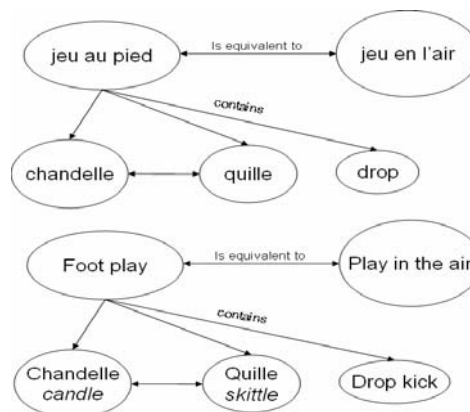 Is equivalent to
jeu au pied
jeu en l'air
contains
chandelle
quille
drop
Is equivalent to
Foot play
Play in the air
contains
Chandelle
candle
Quille
skittle
Drop kick